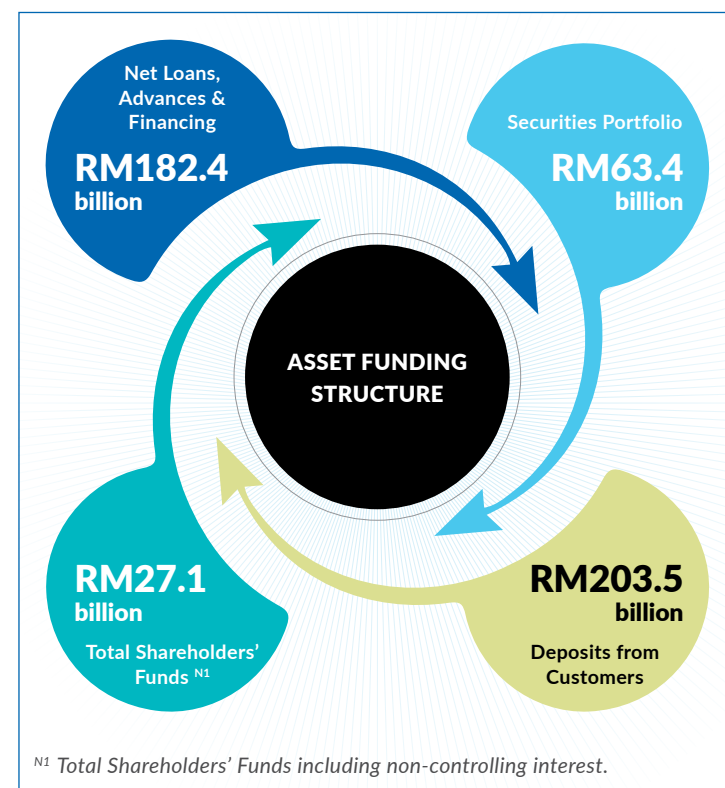 Net Loans,
Advances &
Financing
RM182.4
billion
Securities Portfolio
RM63.4
billion
ASSET FUNDING
STRUCTURE
RM27.1
billion
Total Shareholders’
Funds N1
RM203.5
billion
Deposits from
Customers
N1 Total Shareholders’ Funds including non-controlling interest.